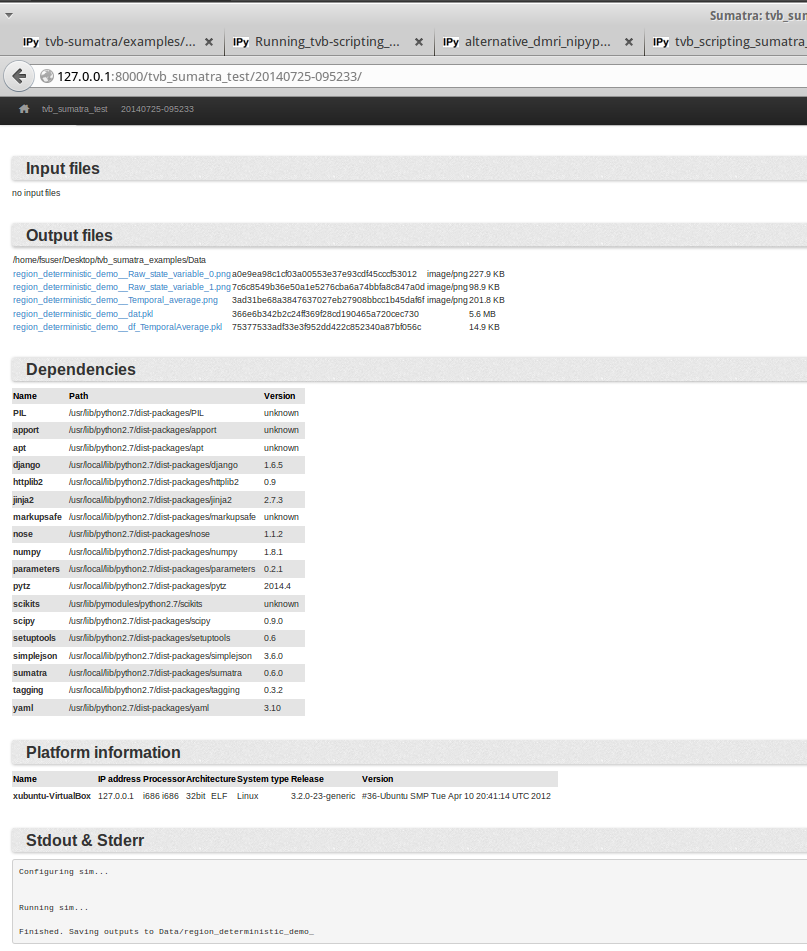 Sumatra: tvb_sum
IPy tvb-sumatra/examples/... × IPy Running_tvb-scripting_... × IPy alternative_dmri_nipyp... × IPy tvb_scripting_sumatra_
127.0.0.1:8000/tvb_sumatra_test/20140725-095233/
tvb_sumatra_test 20140725-095233
Input files
no input files
Output files
/home/fsuser/Desktop/tvb_sumatra_examples/Data
region_deterministic_demo__Raw_state_variable_0.png a0e9ea98c1cf03a00553e37e93cdf45cccf53012 image/png 227.9 KB
region_deterministic_demo__Raw_state_variable_1.png 7c6c8549b36e50a1e5276cba6a74bbfa8c847a0d image/png 98.9 KB
region_deterministic_demo__Temporal_average.png 3ad31be68a3847637027eb27908bbcc1b45daf6f image/png 201.8 KB
region_deterministic_demo__dat.pkl 366e6b342b2c24ff369f28cd190465a720cec730 5.6 MB
region_deterministic_demo__df_TemporalAverage.pkl 75377533adf33e3f952dd422c852340a87bf056c 14.9 KB
Dependencies
Name Path Version
PIL /usr/lib/python2.7/dist-packages/PIL unknown
apport /usr/lib/python2.7/dist-packages/apport unknown
apt /usr/lib/python2.7/dist-packages/apt unknown
django /usr/local/lib/python2.7/dist-packages/django 1.6.5
httplib2 /usr/local/lib/python2.7/dist-packages/httplib2 0.9
jinja2 /usr/local/lib/python2.7/dist-packages/jinja2 2.7.3
markupsafe /usr/local/lib/python2.7/dist-packages/markupsafe unknown
nose /usr/lib/python2.7/dist-packages/nose 1.1.2
numpy /usr/local/lib/python2.7/dist-packages/numpy 1.8.1
parameters /usr/local/lib/python2.7/dist-packages/parameters 0.2.1
pytz /usr/local/lib/python2.7/dist-packages/pytz 2014.4
scikits /usr/lib/pymodules/python2.7/scikits unknown
scipy /usr/lib/python2.7/dist-packages/scipy 0.9.0
setuptools /usr/lib/python2.7/dist-packages/setuptools 0.6
simplejson /usr/local/lib/python2.7/dist-packages/simplejson 3.6.0
sumatra /usr/local/lib/python2.7/dist-packages/sumatra 0.6.0
tagging /usr/local/lib/python2.7/dist-packages/tagging 0.3.2
yaml /usr/lib/python2.7/dist-packages/yaml 3.10
Platform information
Name IP address Processor Architecture System type Release Version
xubuntu-VirtualBox 127.0.0.1 i686 i686 32bit ELF Linux 3.2.0-23-generic #36-Ubuntu SMP Tue Apr 10 20:41:14 UTC 2012
Stdout & Stderr
Configuring sim...
Running sim...
Finished. Saving outputs to Data/region_deterministic_demo_